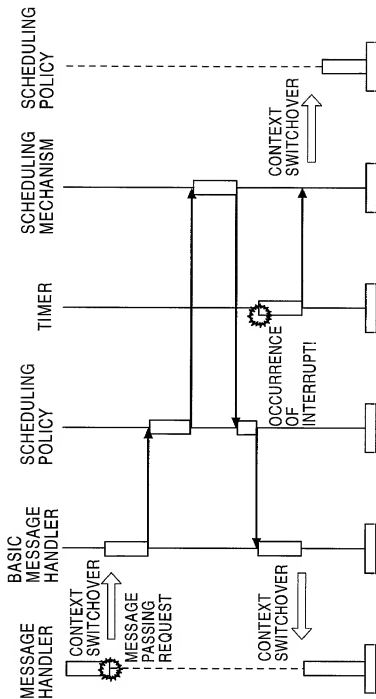 MESSAGE
HANDLER
BASIC
MESSAGE
HANDLER
SCHEDULING
POLICY
TIMER
SCHEDULING
MECHANISM
SCHEDULING
POLICY
CONTEXT
SWITCHOVER
MESSAGE
PASSING
REQUEST
OCCURRENCE
OF
INTERRUPT!
CONTEXT
SWITCHOVER
CONTEXT
SWITCHOVER